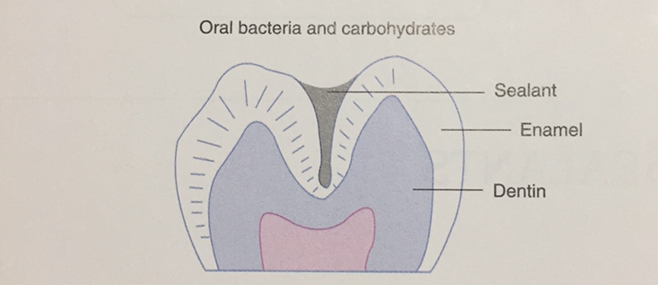 Oral bacteria and carbohydrates
Sealant
Enamel
Dentin